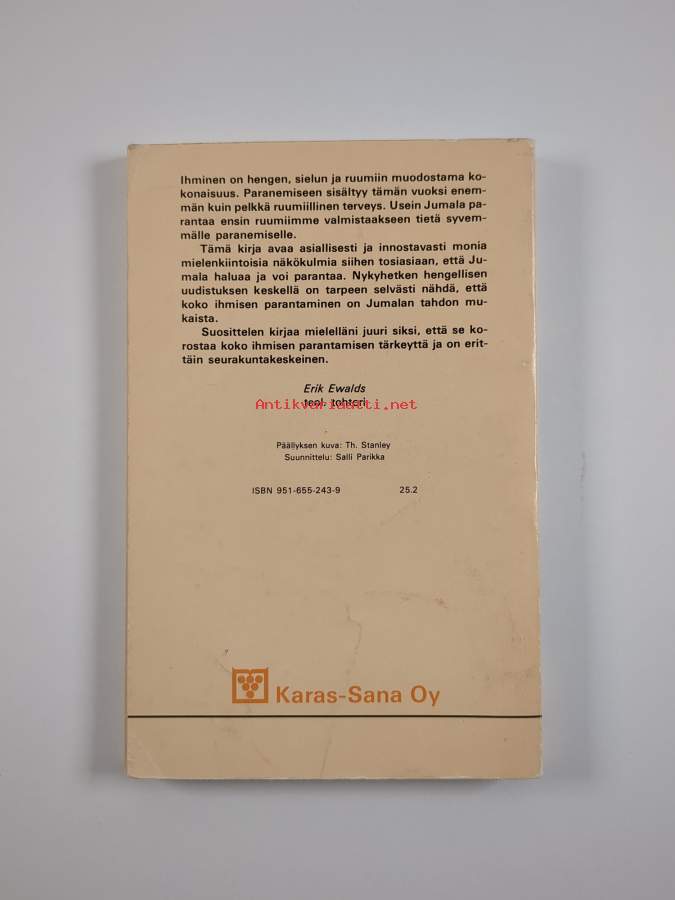 Ihminen on hengen, sielun ja ruumiin muodostama ko-
konaisuus. Paranemiseen sisältyy tämän vuoksi enem-
män kuin pelkkä ruumiillinen terveys. Usein Jumala pa-
rantaa ensin ruumiimme valmistaakseen tietä syvem-
mälle paranemiselle.
Tämä kirja avaa asiallisesti ja innostavasti monia
mielenkiintoisia näkökulmia siihen tosiasiaan, että Ju-
mala haluaa ja voi parantaa. Nykyhetken hengellisen
uudistuksen keskellä on tarpeen selvästi nähdä, että
koko ihmisen parantaminen on Jumalan tahdon mu-
kaista.
Suosittelen kirjaa mielelläni juuri siksi, että se ko-
rostaa koko ihmisen parantamisen tärkeyttä ja on erit-
täin seurakuntakeskeinen.
Erik Ewalds
Antikvariaatti.net
teol. tohtori
Päällyksen kuva: Th. Stanley
Suunnittelu: Salli Parikka
ISBN 951-655-243-9 25.2
Karas-Sana Oy